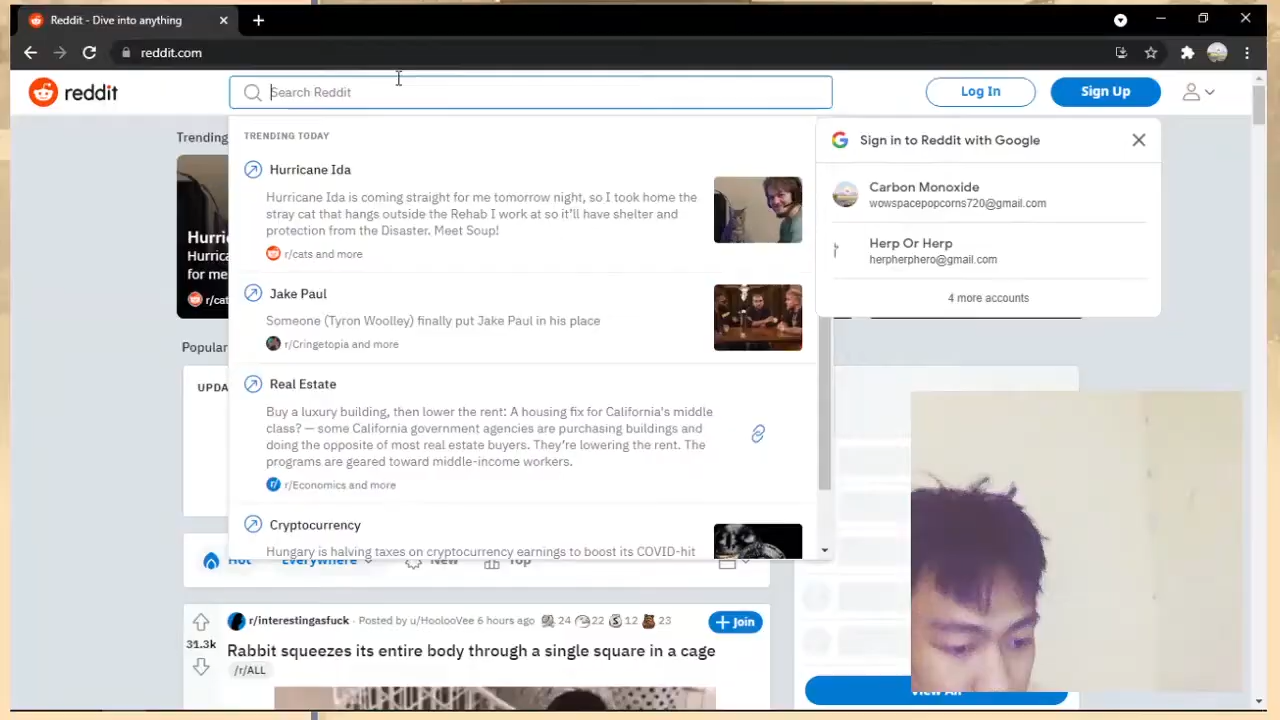 Reddit - Dive into anything
reddit.com
reddit
Search Reddit
Log In
Sign Up
Trending
TRENDING TODAY
Hurricane Ida
Hurricane Ida is coming straight for me tomorrow night, so I took home the
stray cat that hangs outside the Rehab I work at so it'll have shelter and
protection from the Disaster. Meet Soup!
r/cats and more
Jake Paul
Someone (Tyron Woolley) finally put Jake Paul in his place
r/Cringetopia and more
Real Estate
Buy a luxury building, then lower the rent: A housing fix for California's middle
class? — some California government agencies are purchasing buildings and
doing the opposite of most real estate buyers. They're lowering the rent. The
programs are geared toward middle-income workers.
r/Economics and more
Cryptocurrency
Hungary is halving taxes on cryptocurrency earnings to boost its COVID-hit
Sign in to Reddit with Google
Carbon Monoxide
wowspacepopcorns720@gmail.com
Herp Or Herp
herpherphero@gmail.com
4 more accounts
Hurri
Hurrica
for me
r/cat
Popular
UPDA
Hot
Everywhere
New
Top
r/interestingasfuck · Posted by u/HoolooVee 6 hours ago 24 22 12 23
Join
31.3k
Rabbit squeezes its entire body through a single square in a cage
/r/ALL
View All